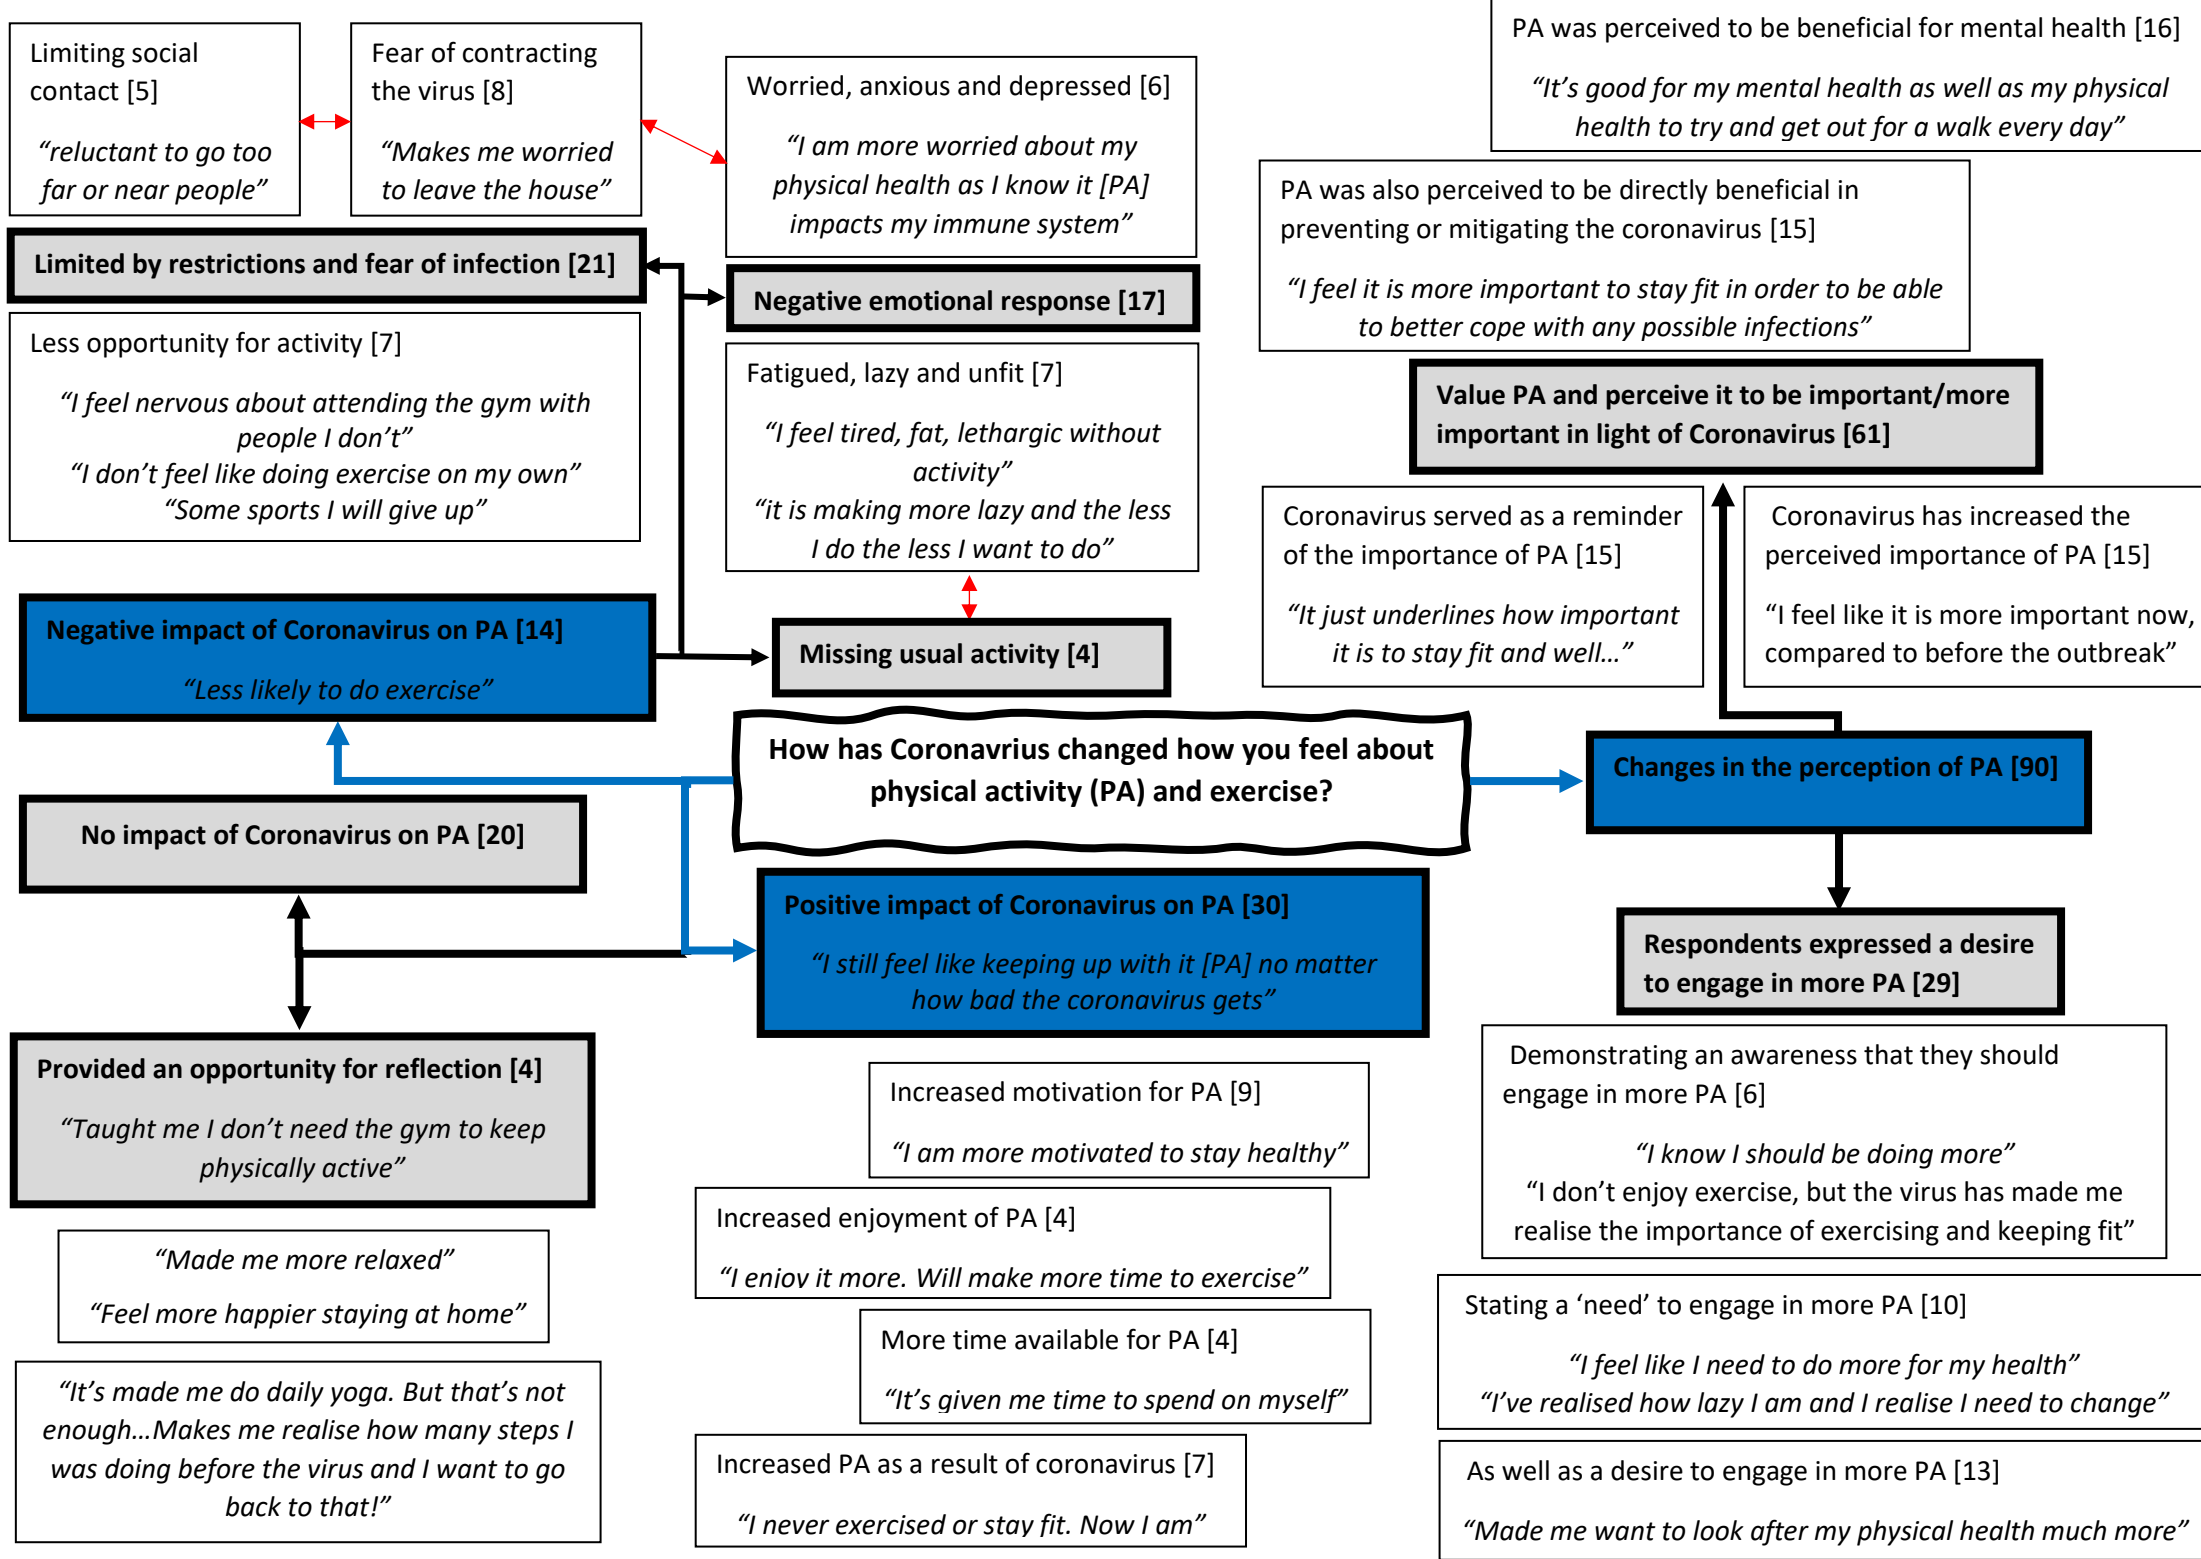 Limiting social
contact [5]
“reluctant to go too
far or near people”
Fear of contracting
the virus [8]
“Makes me worried
to leave the house”
Worried, anxious and depressed [6]
“I am more worried about my
physical health as I know it [PA]
impacts my immune system”
PA was perceived to be beneficial for mental health [16]
“It’s good for my mental health as well as my physical
health to try and get out for a walk every day”
PA was also perceived to be directly beneficial in
preventing or mitigating the coronavirus [15]
“I feel it is more important to stay fit in order to be able
to better cope with any possible infections”
Limited by restrictions and fear of infection [21]
Negative emotional response [17]
Less opportunity for activity [7]
“I feel nervous about attending the gym with
people I don’t”
“I don’t feel like doing exercise on my own”
“Some sports I will give up”
Fatigued, lazy and unfit [7]
“I feel tired, fat, lethargic without
activity”
“it is making more lazy and the less
I do the less I want to do”
Value PA and perceive it to be important/more
important in light of Coronavirus [61]
Coronavirus served as a reminder
of the importance of PA [15]
“It just underlines how important
it is to stay fit and well…”
Coronavirus has increased the
perceived importance of PA [15]
“I feel like it is more important now,
compared to before the outbreak”
Negative impact of Coronavirus on PA [14]
“Less likely to do exercise”
Missing usual activity [4]
How has Coronavrius changed how you feel about
physical activity (PA) and exercise?
Changes in the perception of PA [90]
No impact of Coronavirus on PA [20]
Positive impact of Coronavirus on PA [30]
“I still feel like keeping up with it [PA] no matter
how bad the coronavirus gets”
Respondents expressed a desire
to engage in more PA [29]
Provided an opportunity for reflection [4]
“Taught me I don’t need the gym to keep
physically active”
Increased motivation for PA [9]
“I am more motivated to stay healthy”
Demonstrating an awareness that they should
engage in more PA [6]
“I know I should be doing more”
“I don’t enjoy exercise, but the virus has made me
realise the importance of exercising and keeping fit”
“Made me more relaxed”
“Feel more happier staying at home”
Increased enjoyment of PA [4]
“I enjoy it more. Will make more time to exercise”
Stating a ‘need’ to engage in more PA [10]
“I feel like I need to do more for my health”
“I’ve realised how lazy I am and I realise I need to change”
More time available for PA [4]
“It’s given me time to spend on myself”
“It’s made me do daily yoga. But that’s not
enough…Makes me realise how many steps I
was doing before the virus and I want to go
back to that!”
Increased PA as a result of coronavirus [7]
“I never exercised or stay fit. Now I am”
As well as a desire to engage in more PA [13]
“Made me want to look after my physical health much more”